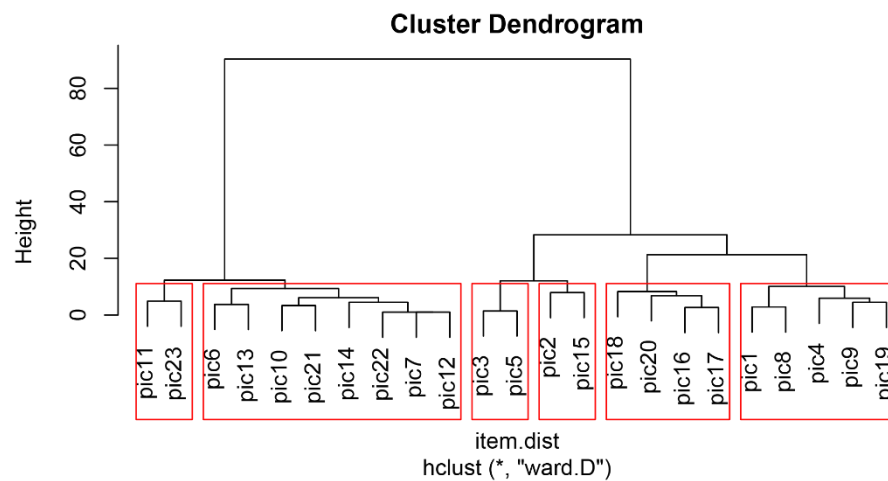 Cluster Dendrogram
Height
80
60
40
20
0
pic11
pic23
pic6
pic13
pic10
pic21
pic14
pic22
pic7
pic12
pic3
pic5
pic2
pic15
pic18
pic20
pic16
pic17
pic1
pic8
pic4
pic9
pic19
item.dist
hclust (*, "ward.D")